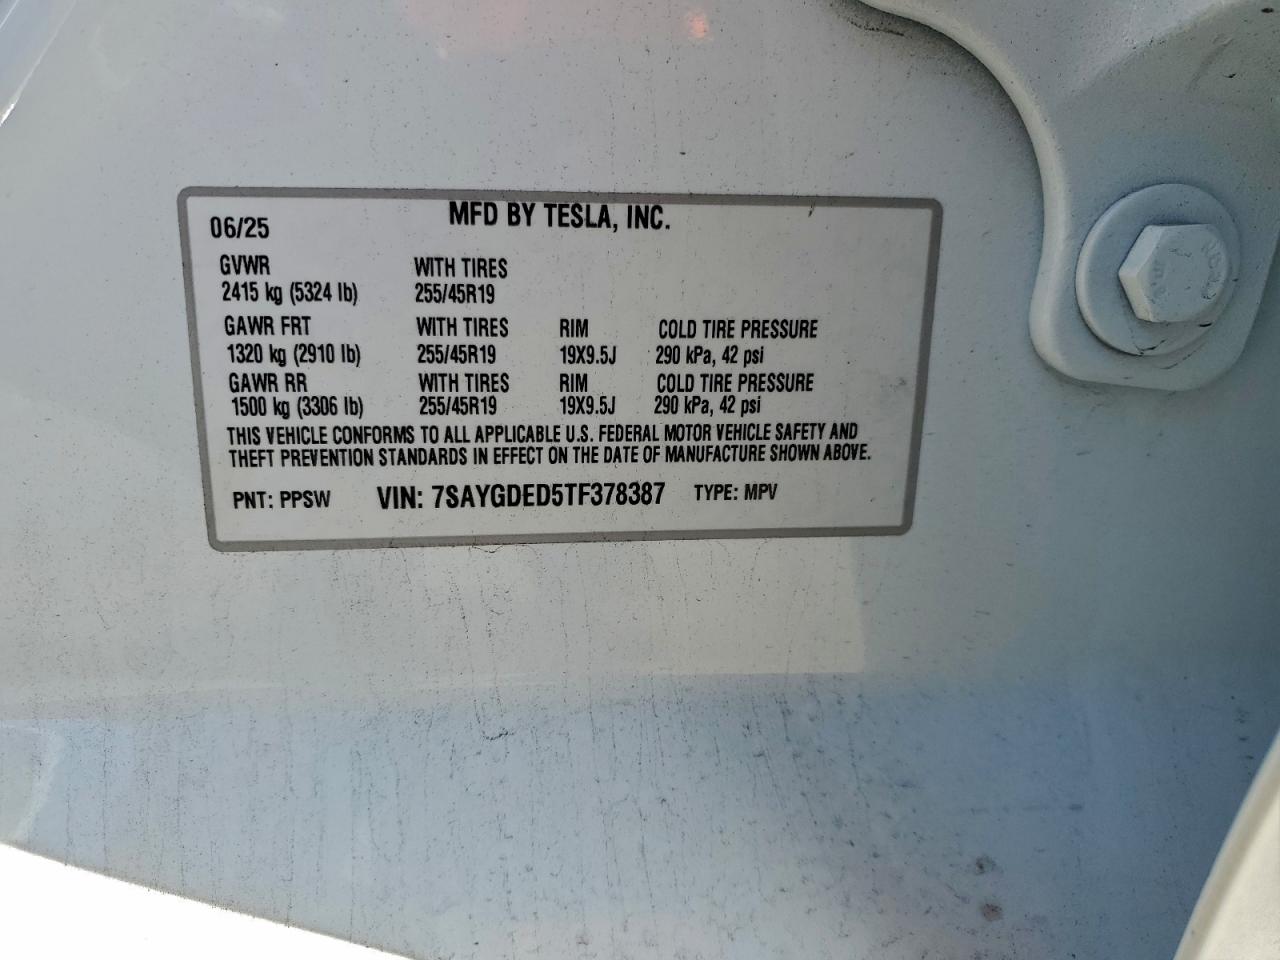 MFD BY TESLA, INC.
06/25
GVWR WITH TIRES
2415 kg (5324 lb) 255/45R19
GAWR FRT WITH TIRES RIM COLD TIRE PRESSURE
1320 kg (2910 lb) 255/45R19 19X9.5J 290 kPa, 42 psi
GAWR RR WITH TIRES RIM COLD TIRE PRESSURE
1500 kg (3306 lb) 255/45R19 19X9.5J 290 kPa, 42 psi
THIS VEHICLE CONFORMS TO ALL APPLICABLE U.S. FEDERAL MOTOR VEHICLE SAFETY AND
THEFT PREVENTION STANDARDS IN EFFECT ON THE DATE OF MANUFACTURE SHOWN ABOVE.
PNT: PPSW VIN: 7SAYGDED5TF378387 TYPE: MPV